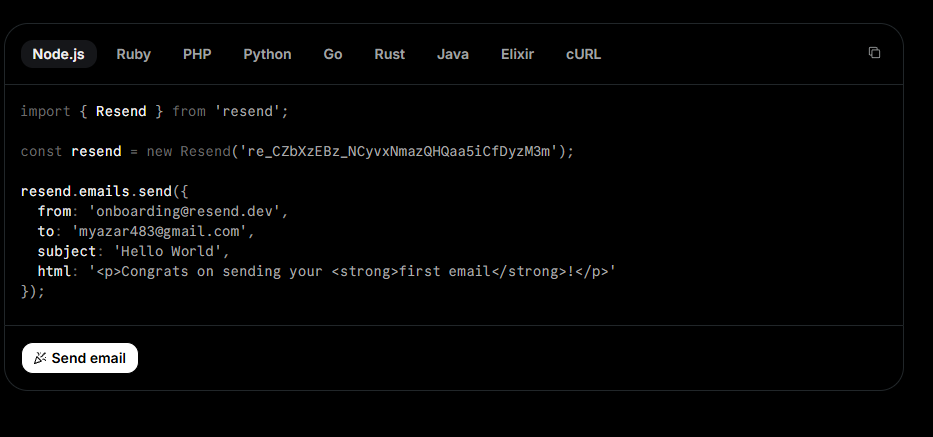 Node.js Ruby PHP Python Go Rust Java Elixir cURL
import { Resend } from 'resend';
const resend = new Resend('re_CZbXzEBz_NCyvxNmazQHQaa5iCfDyzM3m');
resend.emails.send({
from: 'onboarding@resend.dev',
to: 'myazar483@gmail.com',
subject: 'Hello World',
html: '<p>Congrats on sending your <strong>first email</strong>!</p>'
});
Send email